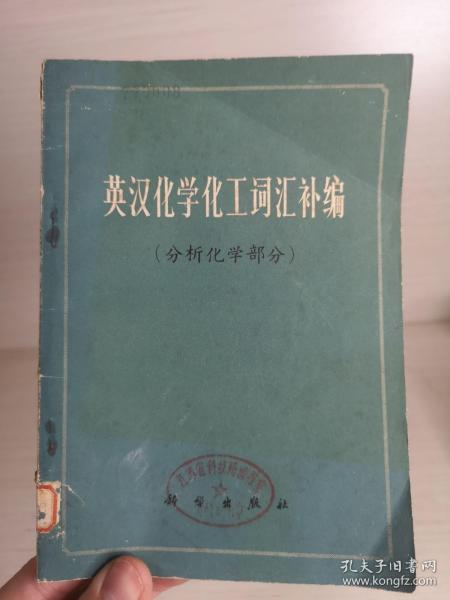 英汉化学化工词汇补编
(分析化学部分)
科学出版社
孔夫子旧书网
www.kongfz.com